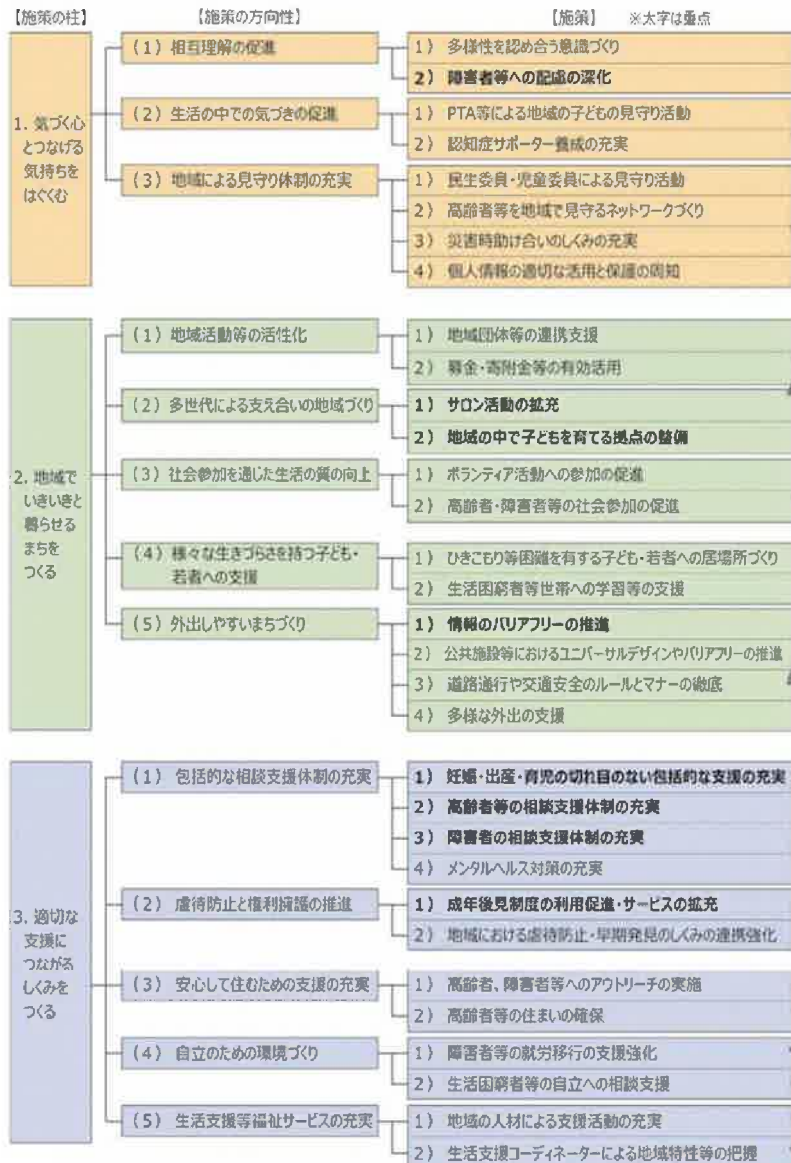 【施策の柱】 【施策の方向性】 【施策】 ※太字は重点
1. 気づく心
とつなげる
気持ちを
はぐくむ
(1) 相互理解の促進
1) 多様性を認め合う意識づくり
2) 障害者等への配慮の深化
(2) 生活の中での気づきの促進
1) PTA等による地域の子どもの見守り活動
2) 認知症サポーター養成の充実
(3) 地域による見守り体制の充実
1) 民生委員・児童委員による見守り活動
2) 高齢者等を地域で見守るネットワークづくり
3) 災害時助け合いのしくみの充実
4) 個人情報の適切な活用と保護の周知
2. 地域で
いきいきと
暮らせる
まちを
つくる
(1) 地域活動等の活性化
1) 地域団体等の連携支援
2) 募金・寄附金等の有効活用
(2) 多世代による支え合いの地域づくり
1) サロン活動の拡充
2) 地域の中で子どもを育てる拠点の整備
(3) 社会参加を通じた生活の質の向上
1) ボランティア活動への参加の促進
2) 高齢者・障害者等の社会参加の促進
(4) 様々な生きづらさを持つ子ども・
若者への支援
1) ひきこもり等困難を有する子ども・若者への居場所づくり
2) 生活困窮者等世帯への学習等の支援
(5) 外出しやすいまちづくり
1) 情報のバリアフリーの推進
2) 公共施設等におけるユニバーサルデザインやバリアフリーの推進
3) 道路通行や交通安全のルールとマナーの徹底
4) 多様な外出の支援
3. 適切な
支援に
つながる
しくみを
つくる
(1) 包括的な相談支援体制の充実
1) 妊娠・出産・育児の切れ目のない包括的な支援の充実
2) 高齢者等の相談支援体制の充実
3) 障害者の相談支援体制の充実
4) メンタルヘルス対策の充実
(2) 虐待防止と権利擁護の推進
1) 成年後見制度の利用促進・サービスの拡充
2) 地域における虐待防止・早期発見のしくみの連携強化
(3) 安心して住むための支援の充実
1) 高齢者、障害者等へのアウトリーチの実施
2) 高齢者等の住まいの確保
(4) 自立のための環境づくり
1) 障害者等の就労移行の支援強化
2) 生活困窮者等の自立への相談支援
(5) 生活支援等福祉サービスの充実
1) 地域の人材による支援活動の充実
2) 生活支援コーディネーターによる地域特性等の把握